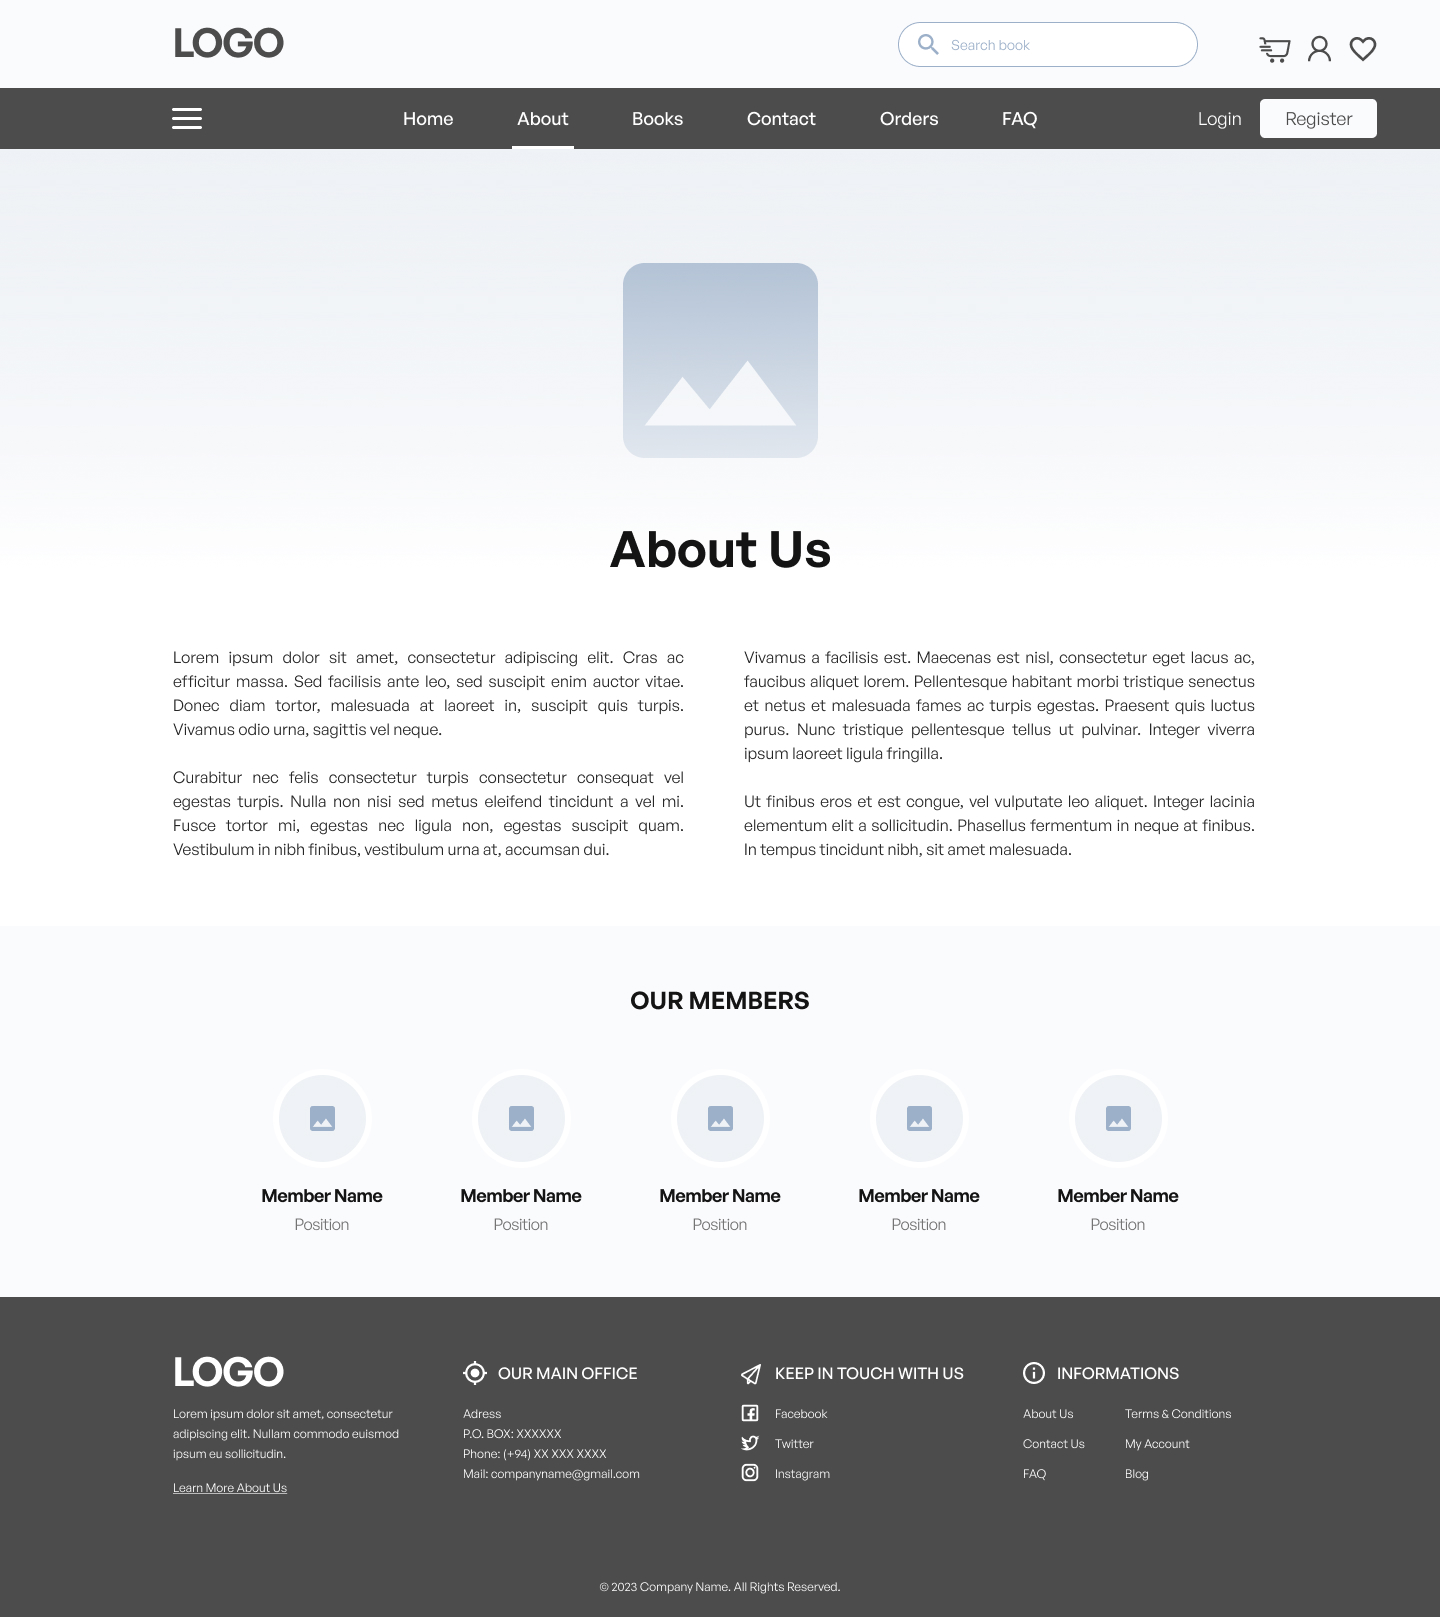 LOGO
Search book
Home About Books Contact Orders FAQ Login Register
About Us
Lorem ipsum dolor sit amet, consectetur adipiscing elit. Cras ac
efficitur massa. Sed facilisis ante leo, sed suscipit enim auctor vitae.
Donec diam tortor, malesuada at laoreet in, suscipit quis turpis.
Vivamus odio urna, sagittis vel neque.
Curabitur nec felis consectetur turpis consectetur consequat vel
egestas turpis. Nulla non nisi sed metus eleifend tincidunt a vel mi.
Fusce tortor mi, egestas nec ligula non, egestas suscipit quam.
Vestibulum in nibh finibus, vestibulum urna at, accumsan dui.
Vivamus a facilisis est. Maecenas est nisl, consectetur eget lacus ac,
faucibus aliquet lorem. Pellentesque habitant morbi tristique senectus
et netus et malesuada fames ac turpis egestas. Praesent quis luctus
purus. Nunc tristique pellentesque tellus ut pulvinar. Integer viverra
ipsum laoreet ligula fringilla.
Ut finibus eros et est congue, vel vulputate leo aliquet. Integer lacinia
elementum elit a sollicitudin. Phasellus fermentum in neque at finibus.
In tempus tincidunt nibh, sit amet malesuada.
OUR MEMBERS
Member Name Member Name Member Name Member Name Member Name
Position Position Position Position Position
LOGO
Lorem ipsum dolor sit amet, consectetur
adipiscing elit. Nullam commodo euismod
ipsum eu sollicitudin.
Learn More About Us
OUR MAIN OFFICE
Adress
P.O. BOX: XXXXXX
Phone: (+94) XX XXX XXXX
Mail: companyname@gmail.com
KEEP IN TOUCH WITH US
Facebook
Twitter
Instagram
INFORMATIONS
About Us Terms & Conditions
Contact Us My Account
FAQ Blog
© 2023 Company Name. All Rights Reserved.